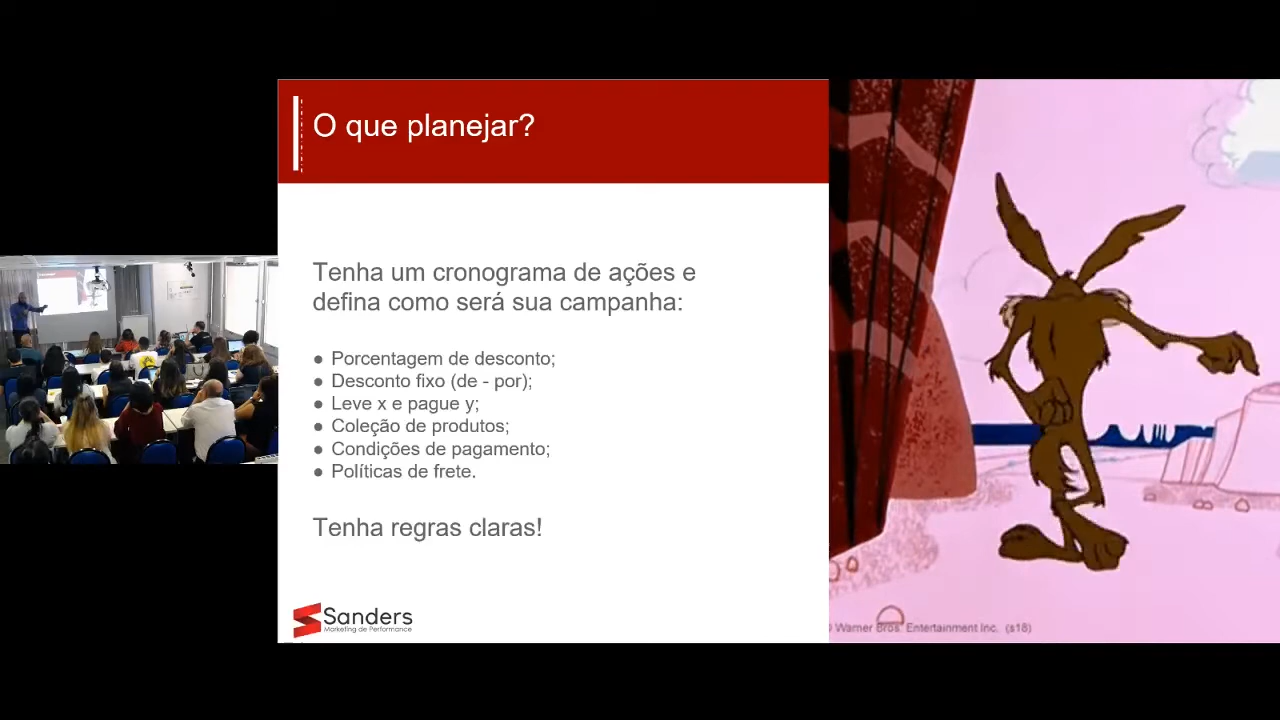 O que planejar?
Tenha um cronograma de ações e
defina como será sua campanha:
● Porcentagem de desconto;
● Desconto fixo (de - por);
● Leve x e pague y;
● Coleção de produtos;
● Condições de pagamento;
● Políticas de frete.
Tenha regras claras!
Sanders
Marketing de Performance
© Warner Bros. Entertainment Inc. (s18)